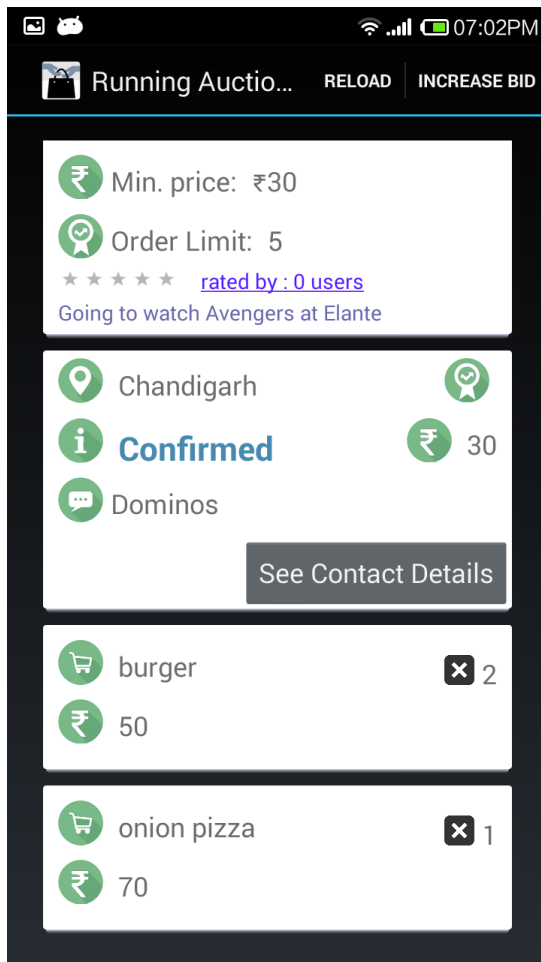 07:02PM
Running Auctio... RELOAD INCREASE BID
Min. price: ₹30
Order Limit: 5
rated by : 0 users
Going to watch Avengers at Elante
Chandigarh
Confirmed ₹ 30
Dominos
See Contact Details
burger 2
₹ 50
onion pizza 1
₹ 70